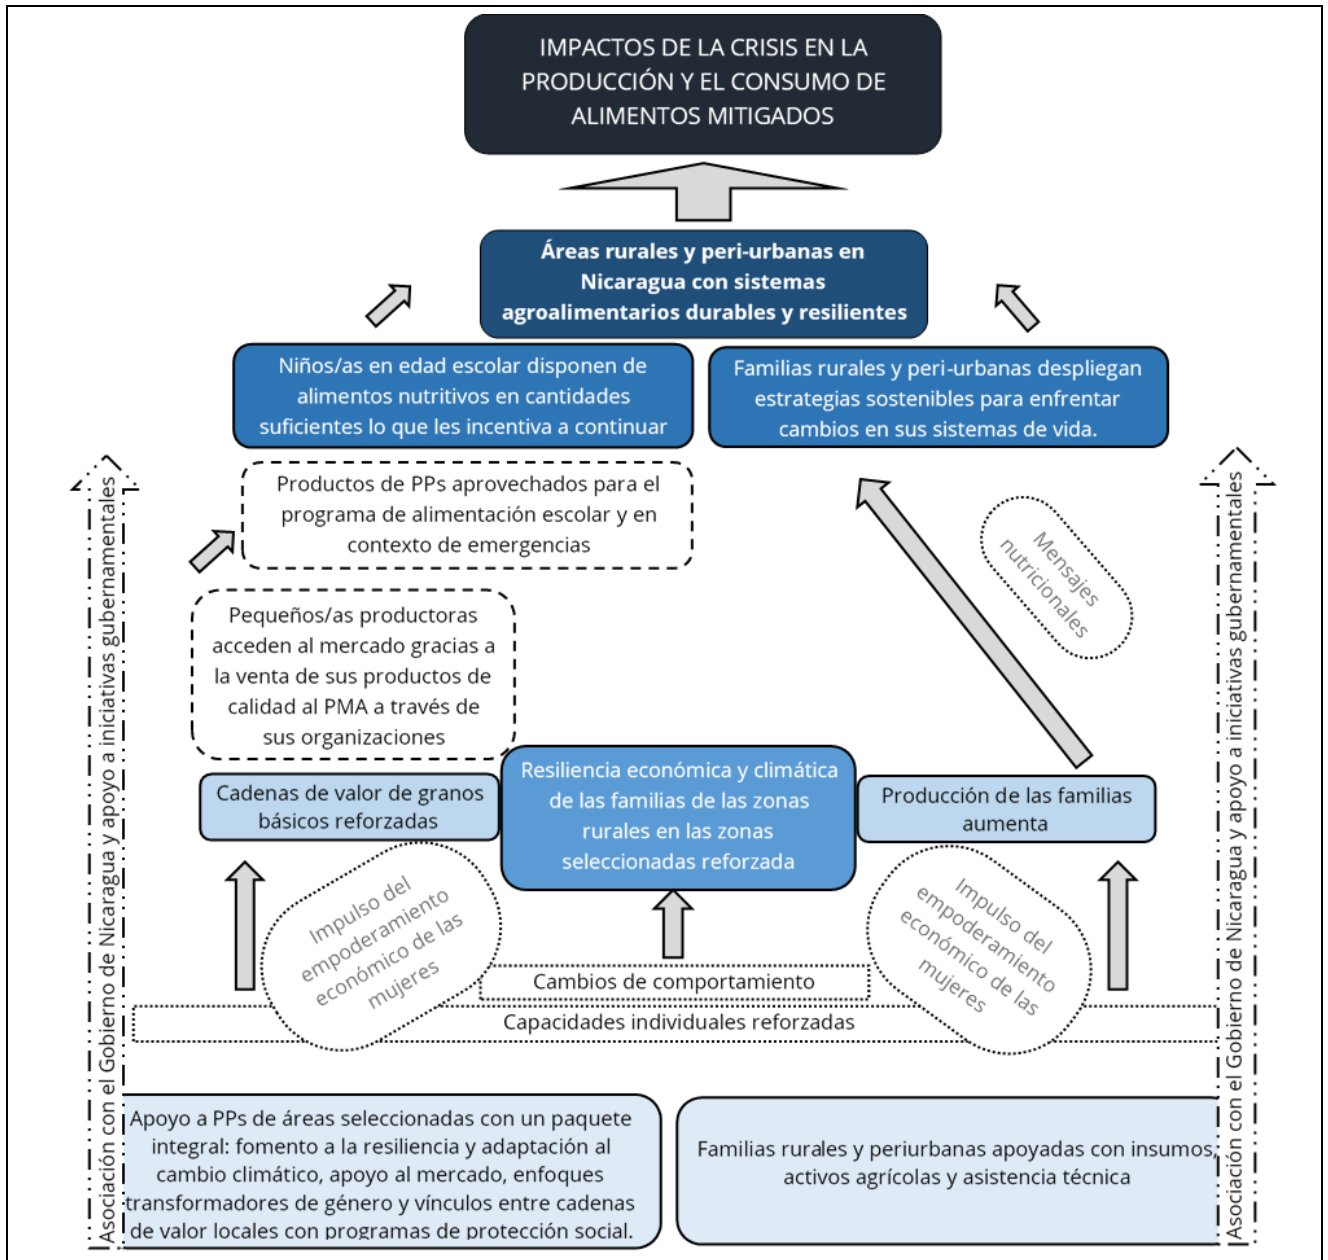 IMPACTOS DE LA CRISIS EN LA
PRODUCCIÓN Y EL CONSUMO DE
ALIMENTOS MITIGADOS
Áreas rurales y peri-urbanas en
Nicaragua con sistemas
agroalimentarios durables y resilientes
Niños/as en edad escolar disponen de
alimentos nutritivos en cantidades
suficientes lo que les incentiva a continuar
Familias rurales y peri-urbanas despliegan
estrategias sostenibles para enfrentar
cambios en sus sistemas de vida.
Productos de PPs aprovechados para el
programa de alimentación escolar y en
contexto de emergencias
Mensajes
nutricionales
Pequeños/as productoras
acceden al mercado gracias a
la venta de sus productos de
calidad al PMA a través de
sus organizaciones
Cadenas de valor de granos
básicos reforzadas
Resiliencia económica y climática
de las familias de las zonas
rurales en las zonas
seleccionadas reforzada
Producción de las familias
aumenta
Impulso del
empoderamiento
económico de las
mujeres
Impulso del
empoderamiento
económico de las
mujeres
Cambios de comportamiento
Capacidades individuales reforzadas
Apoyo a PPs de áreas seleccionadas con un paquete
integral: fomento a la resiliencia y adaptación al
cambio climático, apoyo al mercado, enfoques
transformadores de género y vínculos entre cadenas
de valor locales con programas de protección social.
Familias rurales y periurbanas apoyadas con insumos,
activos agrícolas y asistencia técnica
Asociación con el Gobierno de Nicaragua y apoyo a iniciativas gubernamentales
Asociación con el Gobierno de Nicaragua y apoyo a iniciativas gubernamentales